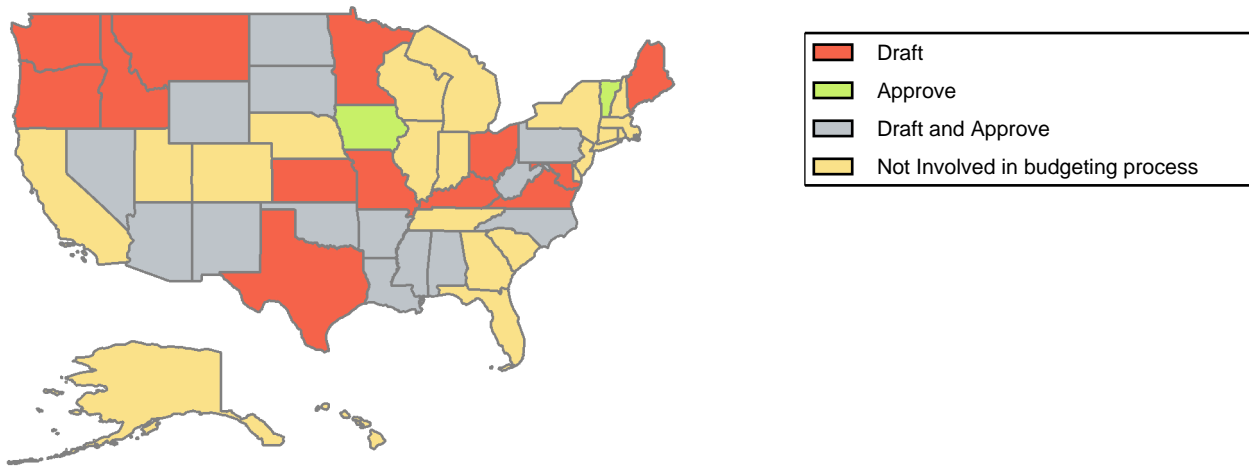 Draft
Approve
Draft and Approve
Not Involved in budgeting process